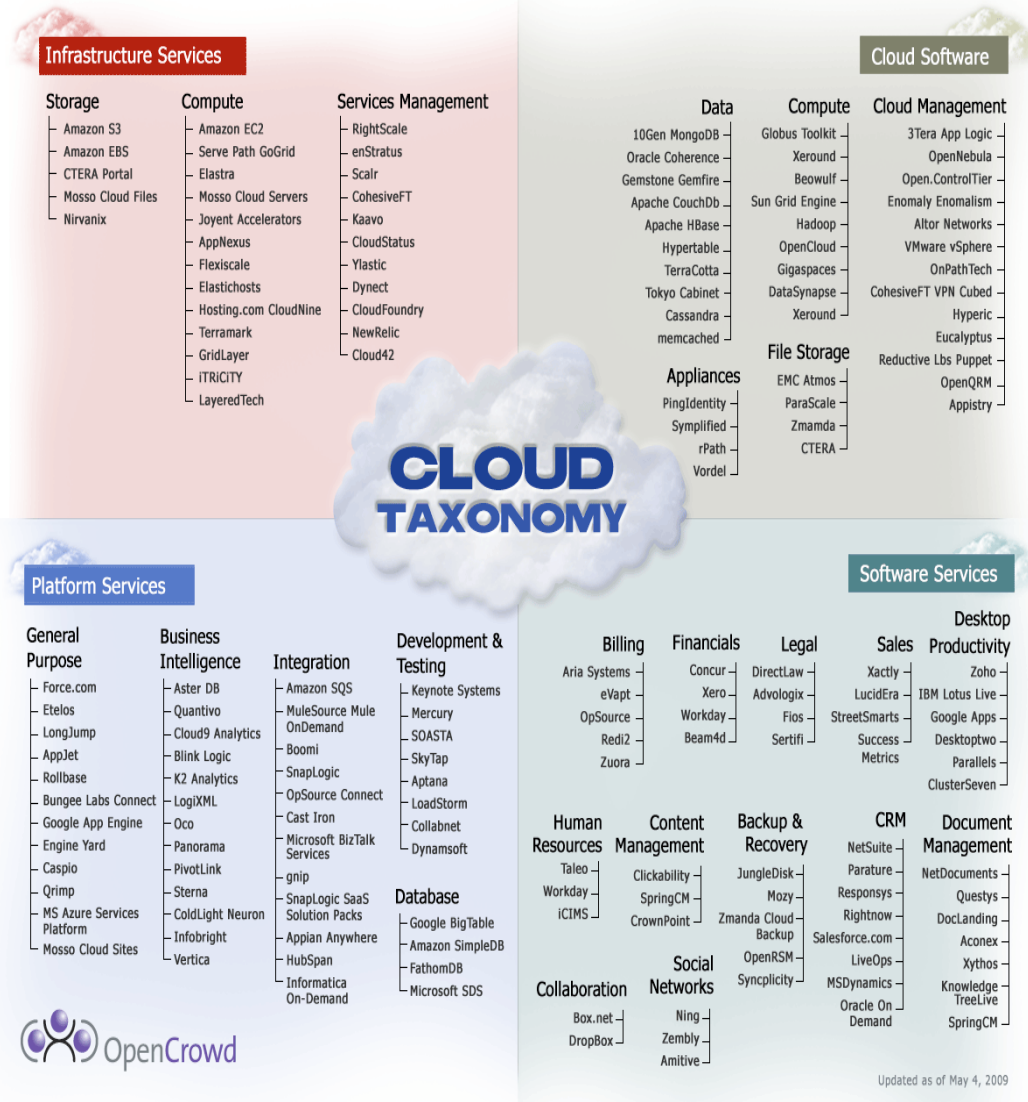 Infrastructure Services
Storage
Amazon S3
Amazon EBS
CTERA Portal
Mosso Cloud Files
Nirvanix
Compute
Amazon EC2
Serve Path GoGrid
Elastra
Mosso Cloud Servers
Joyent Accelerators
AppNexus
Flexiscale
Elastichosts
Hosting.com CloudNine
Terramark
GridLayer
iTRiCiTY
LayeredTech
Services Management
RightScale
enStratus
Scalr
CohesiveFT
Kaavo
CloudStatus
Ylastic
Dynect
CloudFoundry
NewRelic
Cloud42
Cloud Software
Data
10Gen MongoDB
Oracle Coherence
Gemstone Gemfire
Apache CouchDb
Apache HBase
Hypertable
TerraCotta
Tokyo Cabinet
Cassandra
memcached
Appliances
PingIdentity
Symplified
rPath
Vordel
Compute
Globus Toolkit
Xeround
Beowulf
Sun Grid Engine
Hadoop
OpenCloud
Gigaspaces
DataSynapse
Xeround
File Storage
EMC Atmos
ParaScale
Zmamda
CTERA
Cloud Management
3Tera App Logic
OpenNebula
Open.ControlTier
Enomaly Enomalism
Altor Networks
VMware vSphere
OnPathTech
CohesiveFT VPN Cubed
Hyperic
Eucalyptus
Reductive Lbs Puppet
OpenQRM
Appistry
CLOUD
TAXONOMY
Platform Services
General
Purpose
Force.com
Etelos
LongJump
AppJet
Rollbase
Bungee Labs Connect
Google App Engine
Engine Yard
Caspio
Qrimp
MS Azure Services
Platform
Mosso Cloud Sites
Business
Intelligence
Aster DB
Quantivo
Cloud9 Analytics
Blink Logic
K2 Analytics
LogiXML
Oco
Panorama
PivotLink
Sterna
ColdLight Neuron
Infobright
Vertica
Integration
Amazon SQS
MuleSource Mule
OnDemand
Boomi
SnapLogic
OpSource Connect
Cast Iron
Microsoft BizTalk
Services
gnip
SnapLogic SaaS
Solution Packs
Appian Anywhere
HubSpan
Informatica
On-Demand
Development &
Testing
Keynote Systems
Mercury
SOASTA
SkyTap
Aptana
LoadStorm
Collabnet
Dynamsoft
Database
Google BigTable
Amazon SimpleDB
FathomDB
Microsoft SDS
OpenCrowd
Software Services
Billing
Aria Systems
eVapt
OpSource
Redi2
Zuora
Financials
Concur
Xero
Workday
Beam4d
Legal
DirectLaw
Advologix
Fios
Sertifi
Sales
Xactly
LucidEra
StreetSmarts
Success
Metrics
Desktop
Productivity
Zoho
IBM Lotus Live
Google Apps
Desktoptwo
Parallels
ClusterSeven
Human
Resources
Taleo
Workday
iCIMS
Content
Management
Clickability
SpringCM
CrownPoint
Backup &
Recovery
JungleDisk
Mozy
Zmanda Cloud
Backup
OpenRSM
Syncplicity
CRM
NetSuite
Parature
Responsys
Rightnow
Salesforce.com
LiveOps
MSDynamics
Oracle On
Demand
Document
Management
NetDocuments
Questys
DocLanding
Aconex
Xythos
Knowledge
TreeLive
SpringCM
Collaboration
Box.net
DropBox
Social
Networks
Ning
Zembly
Amitive
Updated as of May 4, 2009